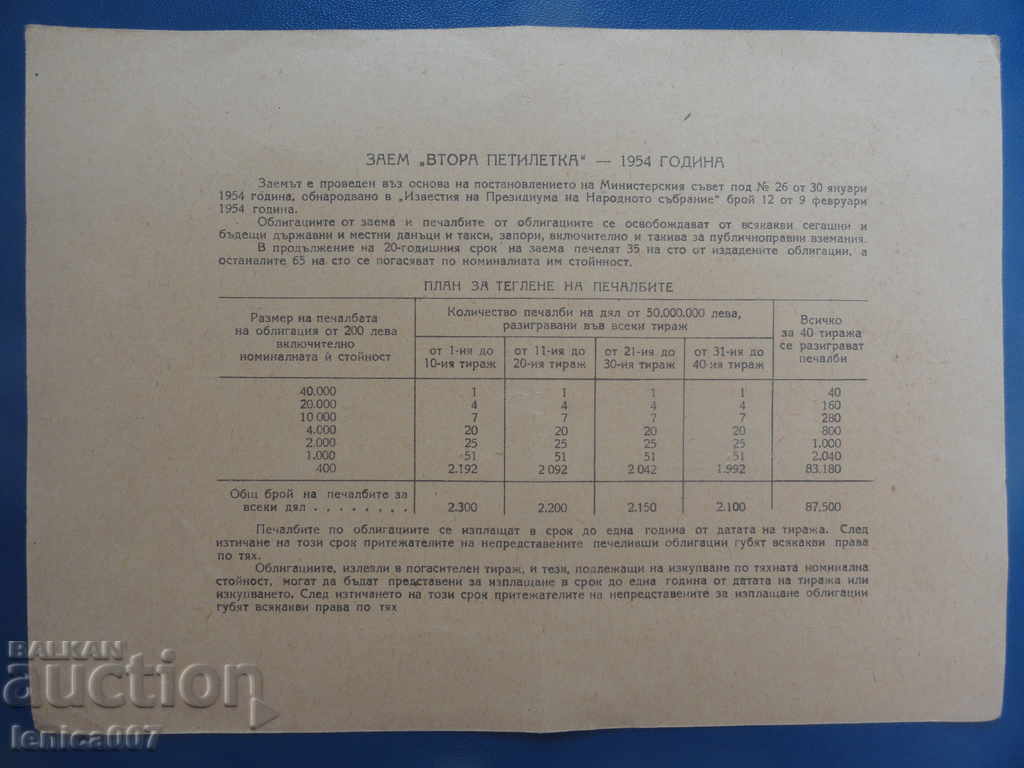 ЗАЕМ „ВТОРА ПЕТИЛЕТКА“ — 1954 ГОДИНА
Заемът е проведен въз основа на постановлението на Министерския съвет под № 26 от 30 януари
1954 година, обнародвано в „Известия на Президиума на Народното събрание“ брой 12 от 9 февруари
1954 година.
Облигациите от заема и печалбите от облигациите се освобождават от всякакви сегашни и
бъдещи държавни и местни данъци и такси, запори, включително и такива за публичноправни вземания.
В продължение на 20-годишния срок на заема печелят 35 на сто от издадените облигации, а
останалите 65 на сто се погасяват по номиналната им стойнност.
ПЛАН ЗА ТЕГЛЕНЕ НА ПЕЧАЛБИТЕ
Размер на печалбата
на облигация от 200 лева
включително
номиналната ѝ стойност
Количество печалби на дял от 50.000.000 лева,
разигравани във всеки тираж
Всичко
за 40 тиража
се разиграват
печалби
от 1-ия до
10-ия тираж
от 11-ия до
20-ия тираж
от 21-ия до
30-ия тираж
от 31-ия до
40-ия тираж
40.000 1 1 1 1 40
20.000 4 4 4 4 160
10 000 7 7 7 7 280
4.000 20 20 20 20 800
2.000 25 25 25 25 1.000
1.000 51 51 51 51 2.040
400 2.192 2 092 2 042 1.992 83.180
Общ брой на печалбите за
всеки дял . . . . . . . . 2.300 2.200 2.150 2.100 87.500
Печалбите по облигациите се изплащат в срок до една година от датата на тиража. След
изтичане на този срок притежателите на непредставените печеливши облигации губят всякакви права
по тях.
Облигациите, излезли в погасителен тираж, и тези, подлежащи на изкупване по тяхната номинална
стойност, могат да бъдат представени за изплащане в срок до една година от датата на тиража или
изкупването. След изтичането на този срок притежателите на непредставените за изплащане облигации
губят всякакви права по тях
BALKAN
auction
lenica007